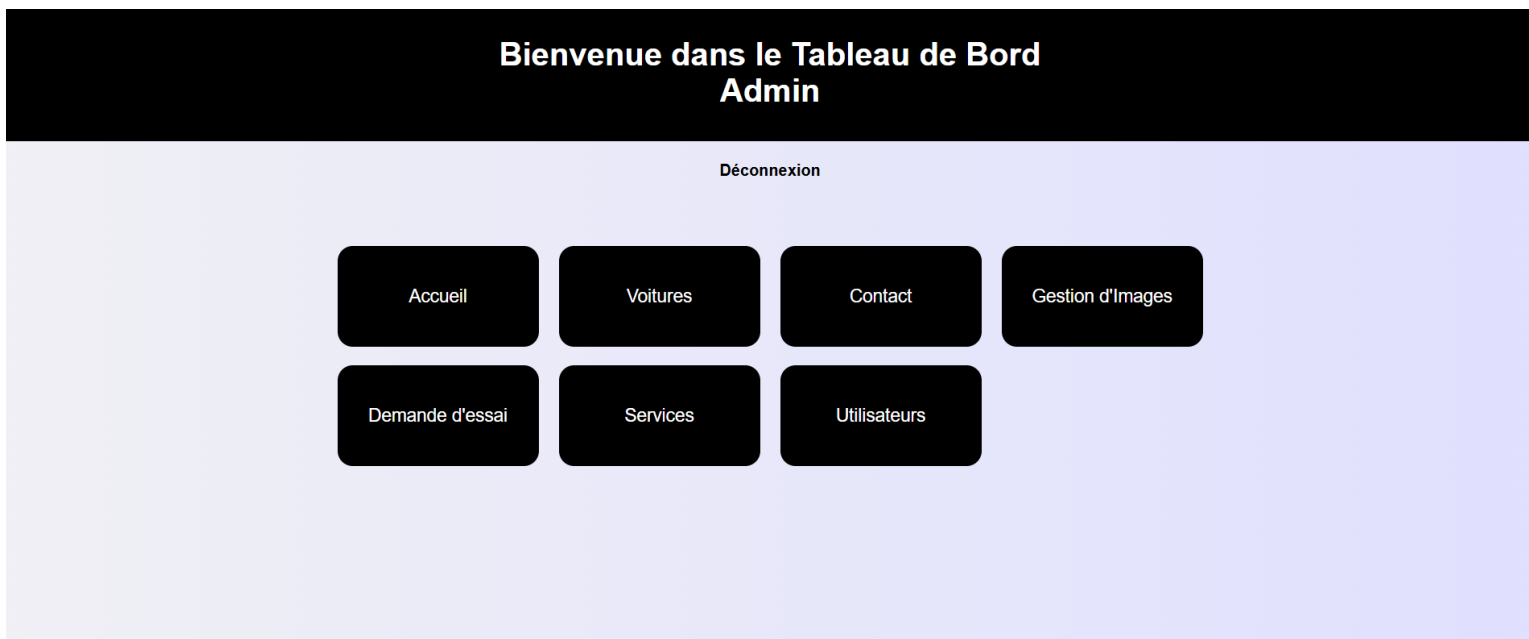 Bienvenue dans le Tableau de Bord
Admin
Déconnexion
Accueil
Voitures
Contact
Gestion d'Images
Demande d'essai
Services
Utilisateurs